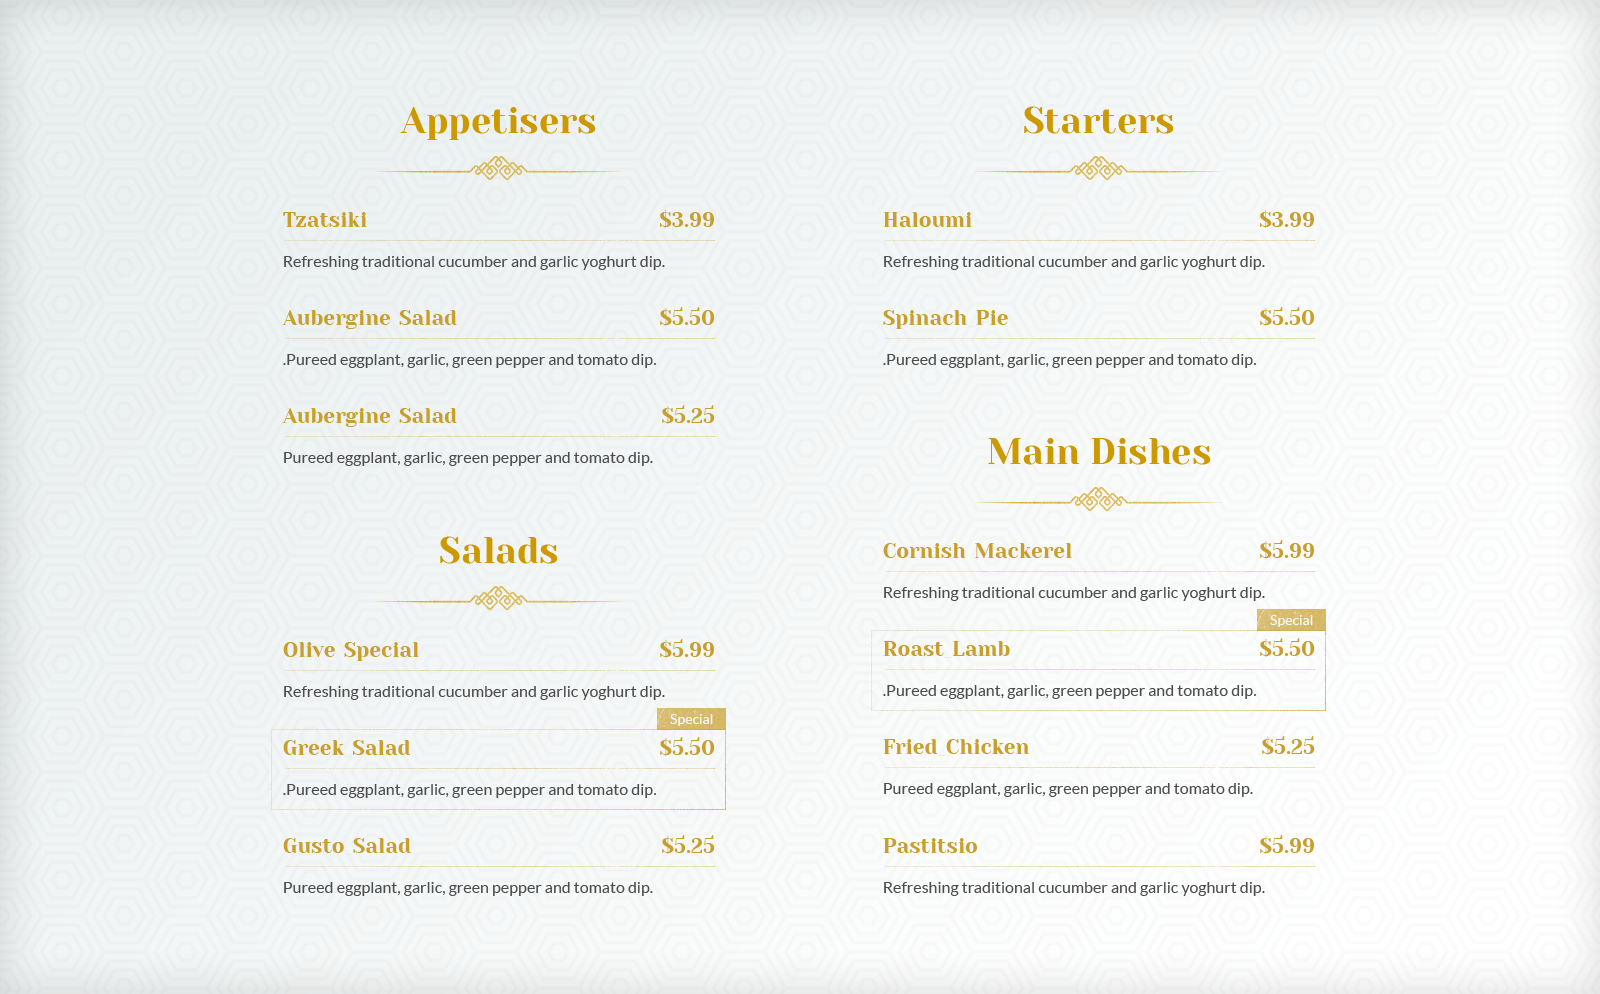 Appetisers
Tzatsiki $3.99
Refreshing traditional cucumber and garlic yoghurt dip.
Aubergine Salad $5.50
.Pureed eggplant, garlic, green pepper and tomato dip.
Aubergine Salad $5.25
Pureed eggplant, garlic, green pepper and tomato dip.
Salads
Olive Special $5.99
Refreshing traditional cucumber and garlic yoghurt dip.
Special
Greek Salad $5.50
.Pureed eggplant, garlic, green pepper and tomato dip.
Gusto Salad $5.25
Pureed eggplant, garlic, green pepper and tomato dip.
Starters
Haloumi $3.99
Refreshing traditional cucumber and garlic yoghurt dip.
Spinach Pie $5.50
.Pureed eggplant, garlic, green pepper and tomato dip.
Main Dishes
Cornish Mackerel $5.99
Refreshing traditional cucumber and garlic yoghurt dip.
Special
Roast Lamb $5.50
.Pureed eggplant, garlic, green pepper and tomato dip.
Fried Chicken $5.25
Pureed eggplant, garlic, green pepper and tomato dip.
Pastitsio $5.99
Refreshing traditional cucumber and garlic yoghurt dip.